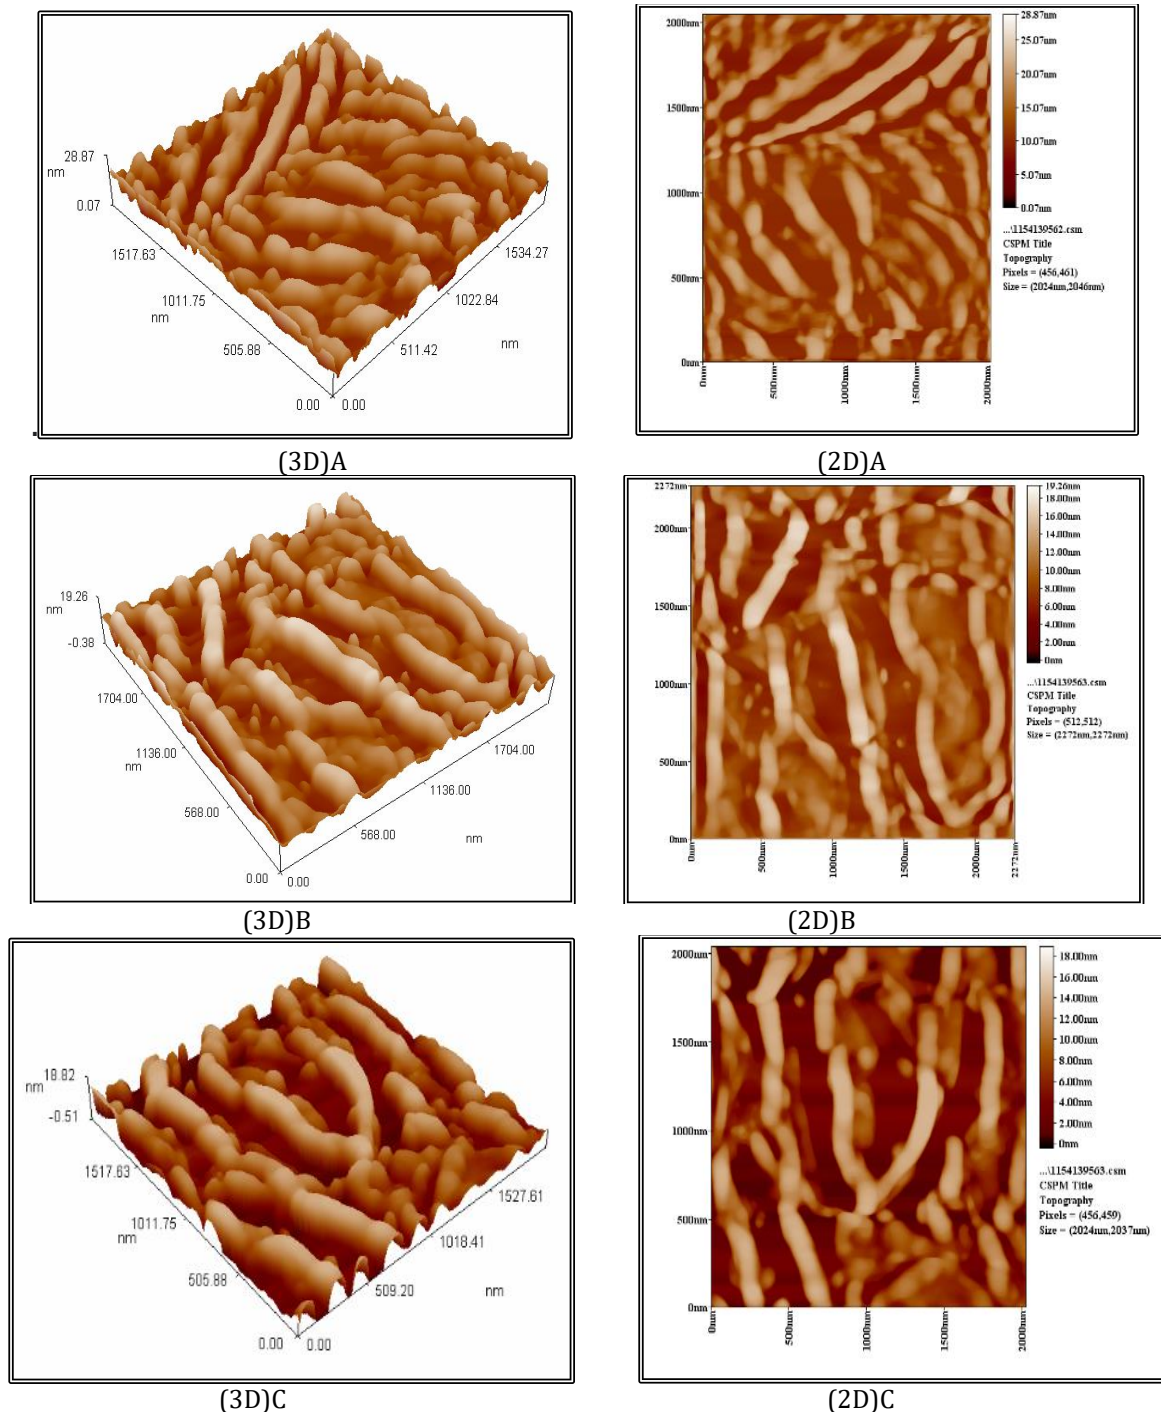 28.87
nm
0.07
1517.63
1011.75
nm
505.88
0.00
0.00
511.42
nm
1022.84
1534.27
(3D)A
2000nm
1500nm
1000nm
500nm
0nm
0nm
500nm
1000nm
1500nm
2000nm
28.87nm
25.07nm
20.07nm
15.07nm
10.07nm
5.07nm
0.07nm
...\1154139562.csm
CSPM Title
Topography
Pixels = (456,461)
Size = (2024nm,2046nm)
(2D)A
19.26
nm
-0.38
1704.00
1136.00
nm
568.00
0.00
0.00
568.00
nm
1136.00
1704.00
(3D)B
2272nm
2000nm
1500nm
1000nm
500nm
0nm
0nm
500nm
1000nm
1500nm
2000nm
2272nm
19.26nm
18.00nm
16.00nm
14.00nm
12.00nm
10.00nm
8.00nm
6.00nm
4.00nm
2.00nm
0nm
...\1154139563.csm
CSPM Title
Topography
Pixels = (512,512)
Size = (2272nm,2272nm)
(2D)B
18.82
nm
-0.51
1517.63
1011.75
nm
505.88
0.00
0.00
509.20
nm
1018.41
1527.61
(3D)C
2000nm
1500nm
1000nm
500nm
0nm
0nm
500nm
1000nm
1500nm
2000nm
18.00nm
16.00nm
14.00nm
12.00nm
10.00nm
8.00nm
6.00nm
4.00nm
2.00nm
0nm
...\1154139563.csm
CSPM Title
Topography
Pixels = (456,459)
Size = (2024nm,2037nm)
(2D)C